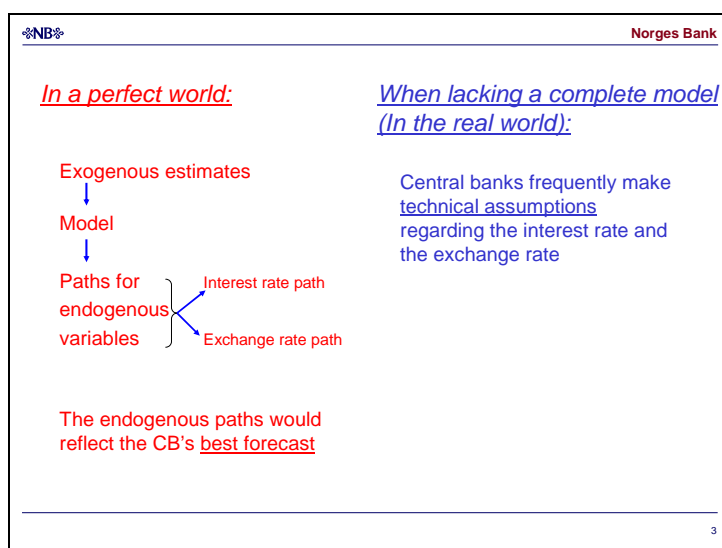 NB
Norges Bank
In a perfect world:
Exogenous estimates
Model
Paths for
endogenous
variables
Interest rate path
Exchange rate path
The endogenous paths would
reflect the CB's best forecast
When lacking a complete model
(In the real world):
Central banks frequently make
technical assumptions
regarding the interest rate and
the exchange rate
3